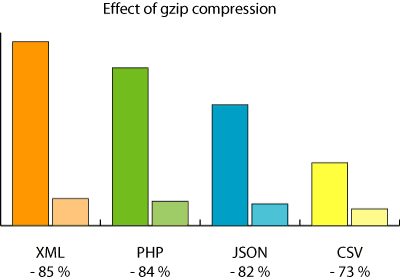 Effect of gzip compression
XML PHP JSON CSV
- 85 % - 84 % - 82 % - 73 %